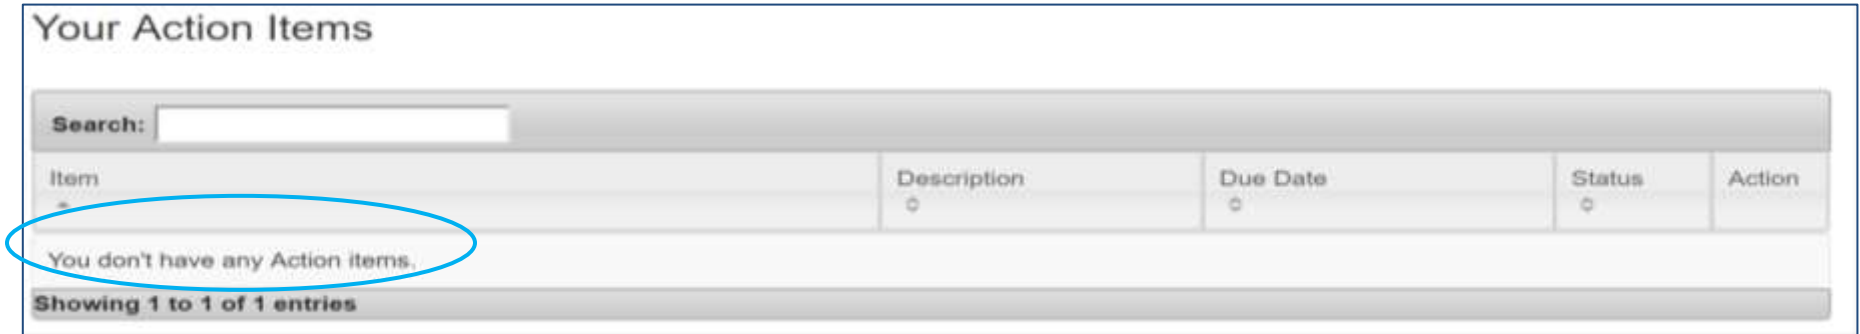 Your Action Items
Search:
Item Description Due Date Status Action
You don't have any Action items.
Showing 1 to 1 of 1 entries